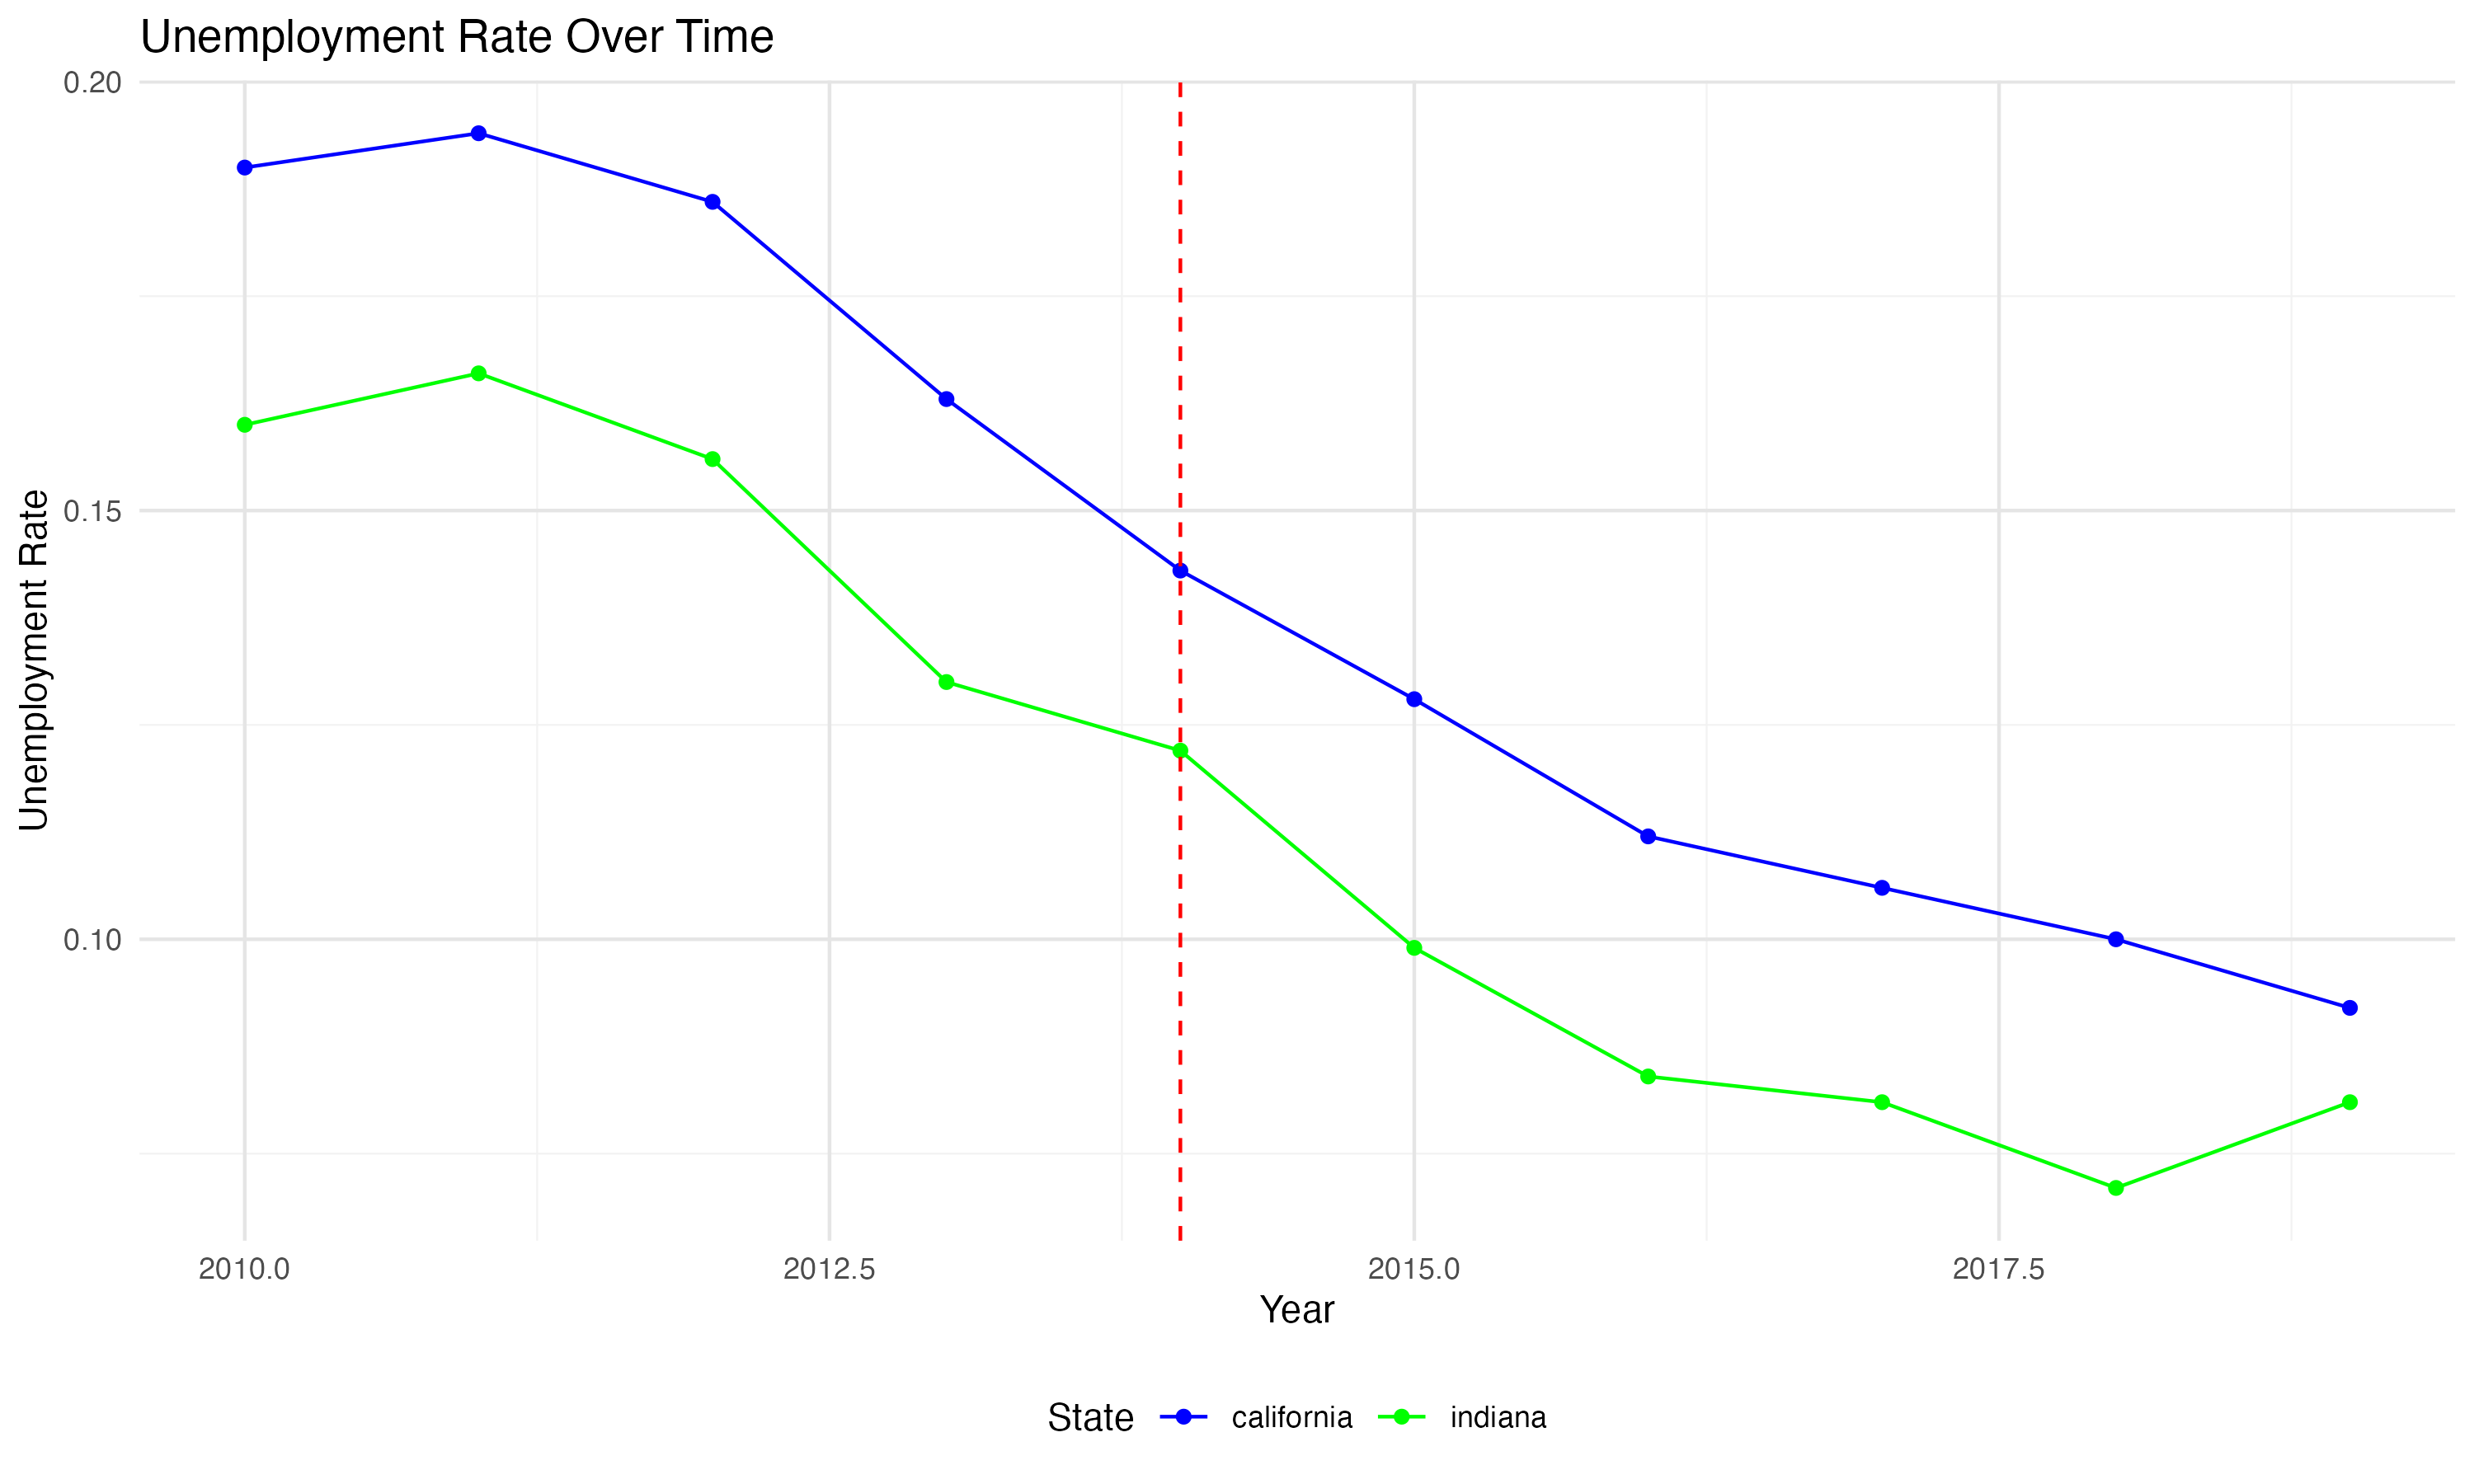 Unemployment Rate Over Time
Unemployment Rate
0.20
0.15
0.10
2010.0 2012.5 2015.0 2017.5
Year
State california indiana